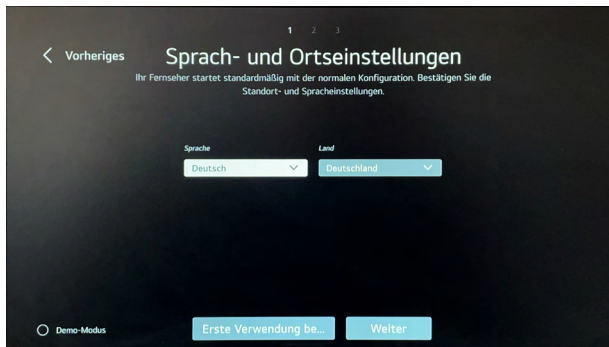 1 2 3
Vorheriges
Sprach- und Ortseinstellungen
Ihr Fernseher startet standardmäßig mit der normalen Konfiguration. Bestätigen Sie die
Standort- und Spracheinstellungen.
Sprache Land
Deutsch Deutschland
Demo-Modus Erste Verwendung be... Weiter